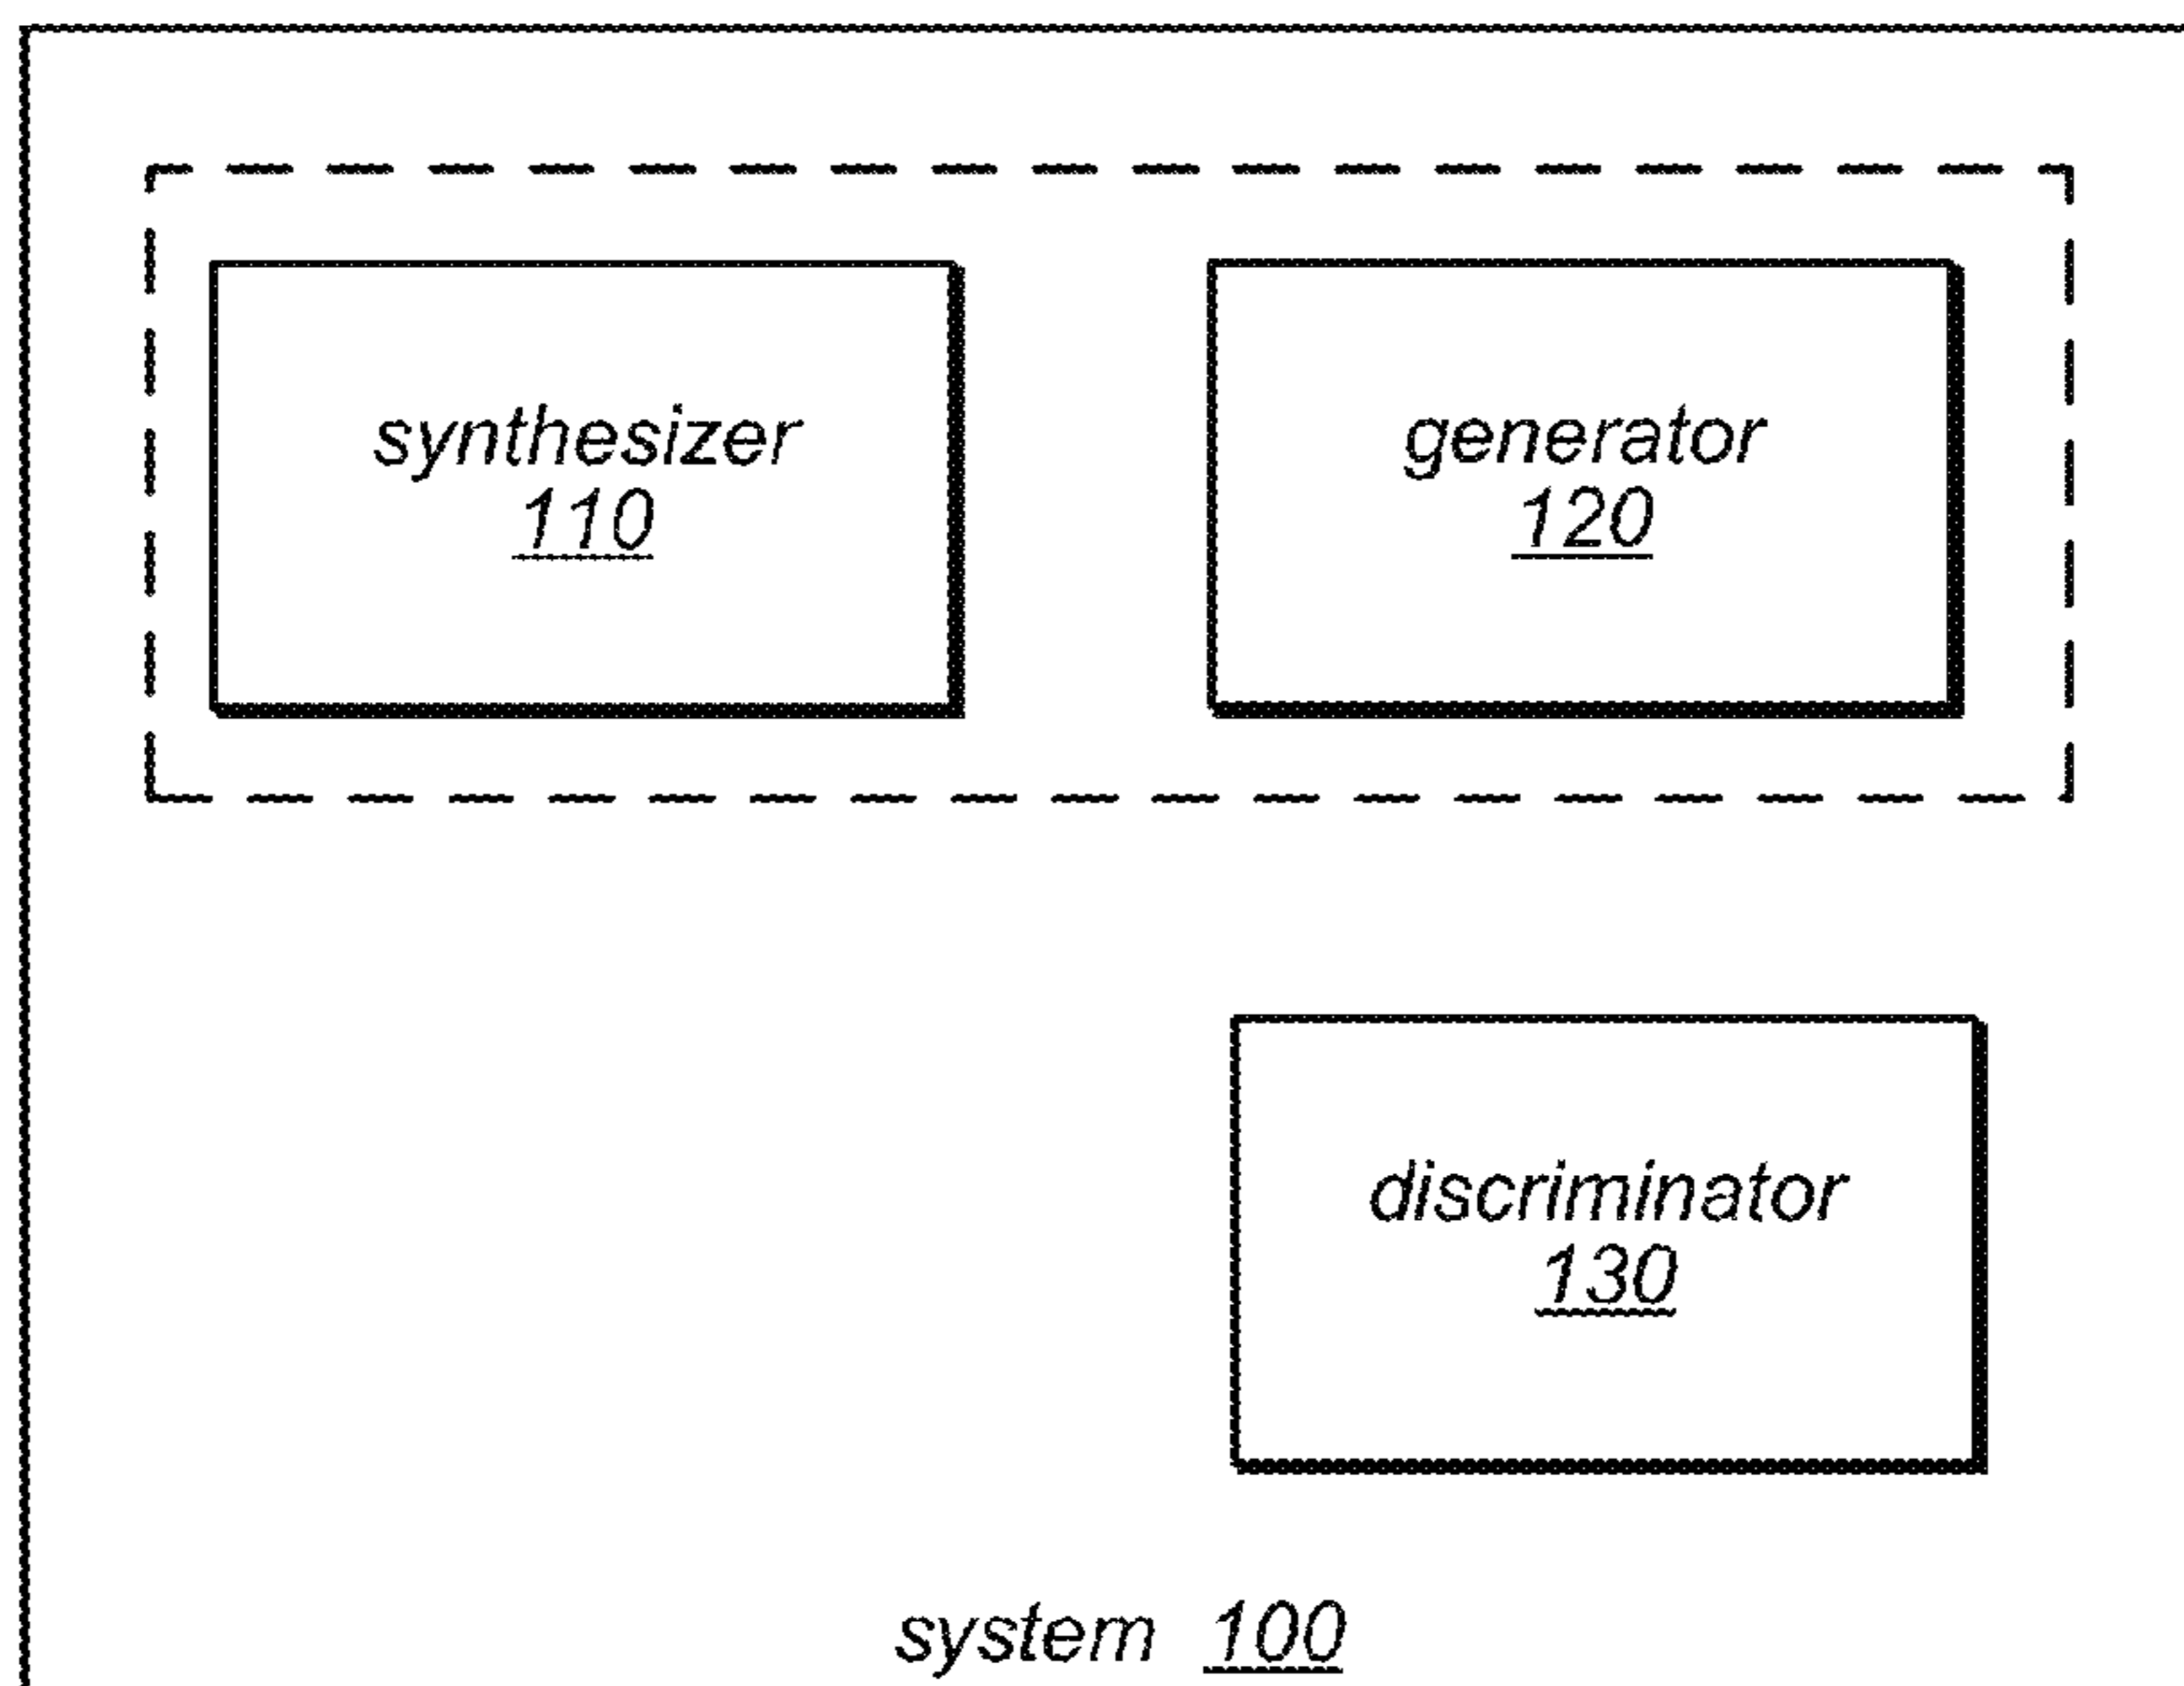 synthesizer
110
generator
120
discriminator
130
system 100